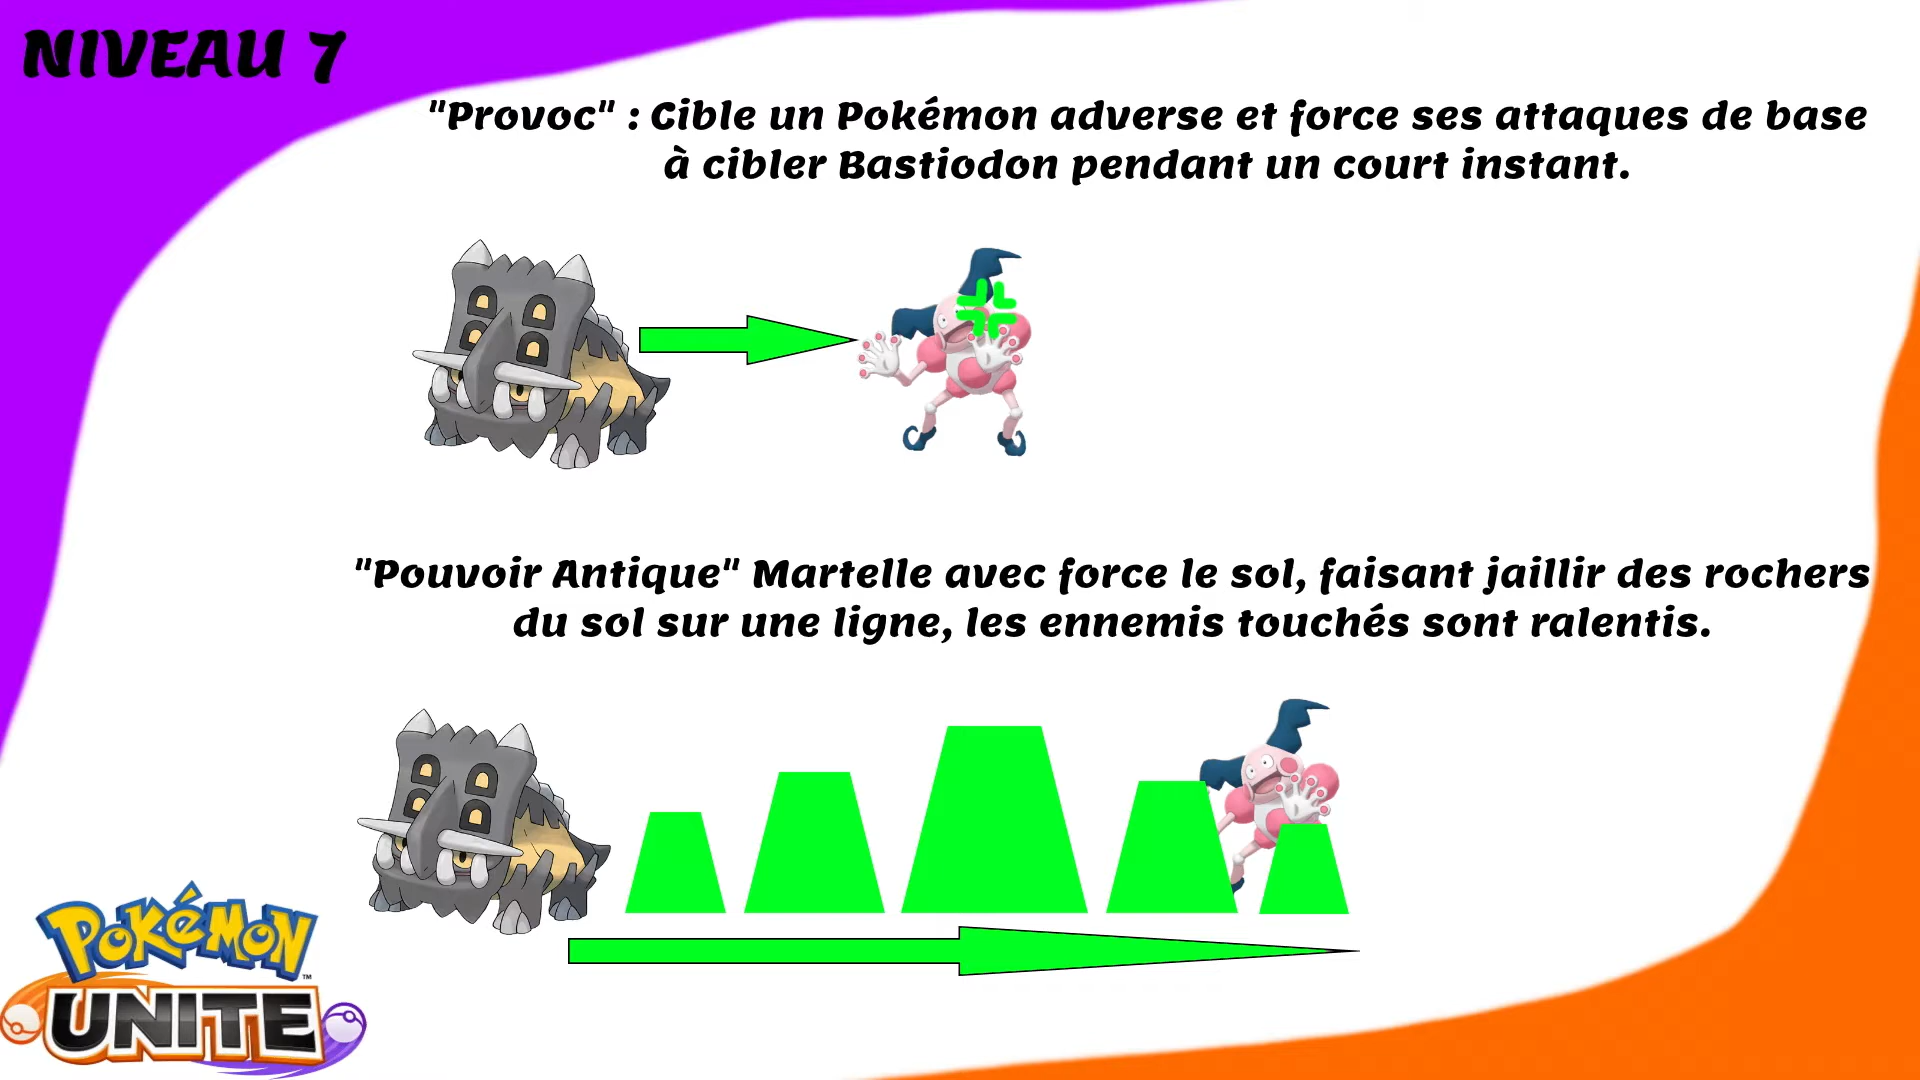 NIVEAU 7
"Provoc" : Cible un Pokémon adverse et force ses attaques de base
à cibler Bastiodon pendant un court instant.
"Pouvoir Antique" Martelle avec force le sol, faisant jaillir des rochers
du sol sur une ligne, les ennemis touchés sont ralentis.
POKéMON
TM
UNITE